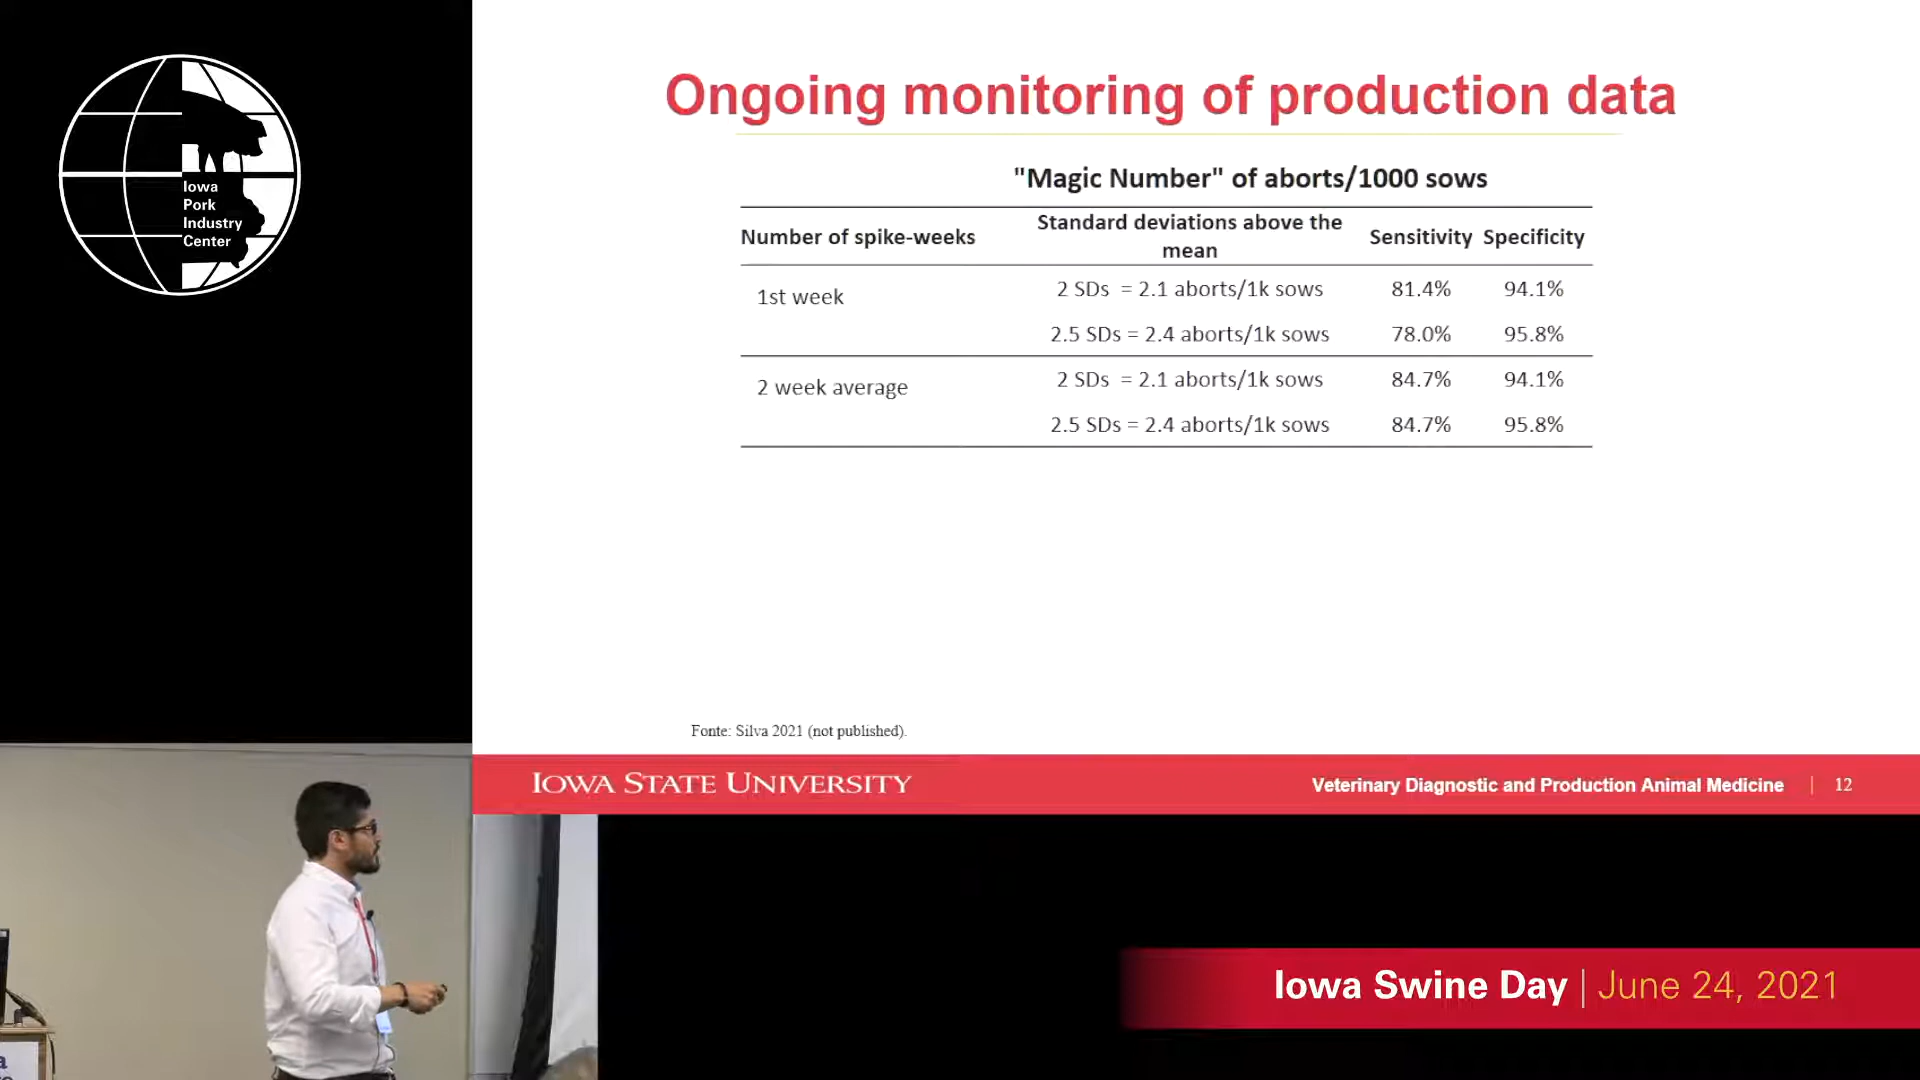 Iowa
Pork
Industry
Center
Ongoing monitoring of production data
"Magic Number" of aborts/1000 sows
Number of spike-weeks Standard deviations above the mean Sensitivity Specificity
1st week 2 SDs = 2.1 aborts/1k sows 81.4% 94.1%
2.5 SDs = 2.4 aborts/1k sows 78.0% 95.8%
2 week average 2 SDs = 2.1 aborts/1k sows 84.7% 94.1%
2.5 SDs = 2.4 aborts/1k sows 84.7% 95.8%
Fonte: Silva 2021 (not published).
IOWA STATE UNIVERSITY
Veterinary Diagnostic and Production Animal Medicine | 12
Iowa Swine Day | June 24, 2021